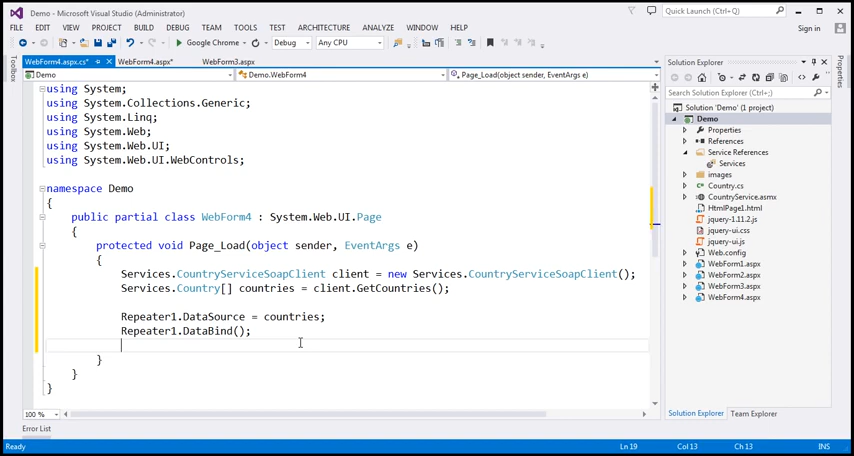 Demo - Microsoft Visual Studio (Administrator)
Quick Launch (Ctrl+Q)
FILE EDIT VIEW PROJECT BUILD DEBUG TEAM TOOLS TEST ARCHITECTURE ANALYZE WINDOW HELP
Sign in
Google Chrome Debug Any CPU
Toolbox
WebForm4.aspx.cs* WebForm4.aspx* WebForm3.aspx
Demo Demo.WebForm4 Page_Load(object sender, EventArgs e)
using System;
using System.Collections.Generic;
using System.Linq;
using System.Web;
using System.Web.UI;
using System.Web.UI.WebControls;
namespace Demo
{
public partial class WebForm4 : System.Web.UI.Page
{
protected void Page_Load(object sender, EventArgs e)
{
Services.CountryServiceSoapClient client = new Services.CountryServiceSoapClient();
Services.Country[] countries = client.GetCountries();
Repeater1.DataSource = countries;
Repeater1.DataBind();
}
}
}
100 %
Error List
Solution Explorer
Search Solution Explorer (Ctrl+;)
Solution 'Demo' (1 project)
Demo
Properties
References
Service References
Services
images
Country.cs
CountryService.asmx
HtmlPage1.html
jquery-1.11.2.js
jquery-ui.css
jquery-ui.js
Web.config
WebForm1.aspx
WebForm2.aspx
WebForm3.aspx
WebForm4.aspx
Solution Explorer Team Explorer
Properties
Ready Ln 19 Col 13 Ch 13 INS